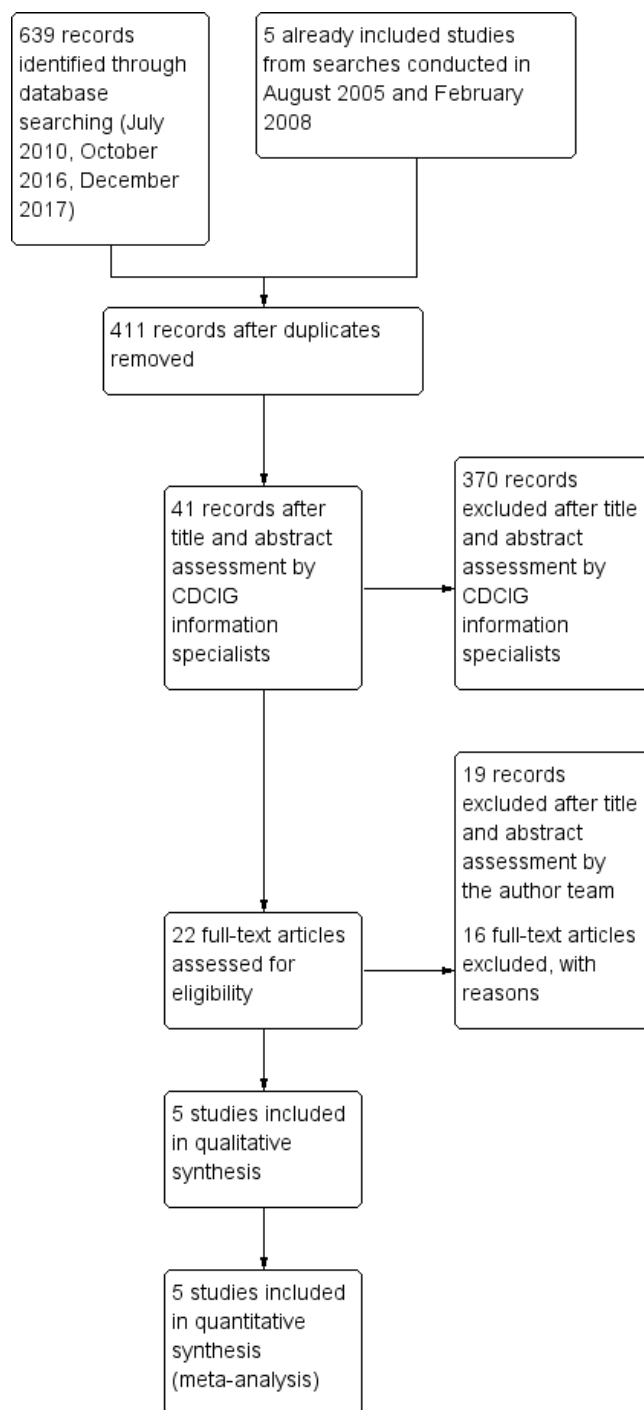 639 records
identified through
database
searching (July
2010, October
2016, December
2017)
5 already included studies
from searches conducted in
August 2005 and February
2008
411 records after duplicates
removed
41 records after
title and abstract
assessment by
CDCIG
information
specialists
370 records
excluded after title
and abstract
assessment by
CDCIG
information
specialists
19 records
excluded after title
and abstract
assessment by
the author team
16 full-text articles
excluded, with
reasons
22 full-text articles
assessed for
eligibility
5 studies included
in qualitative
synthesis
5 studies included
in quantitative
synthesis
(meta-analysis)